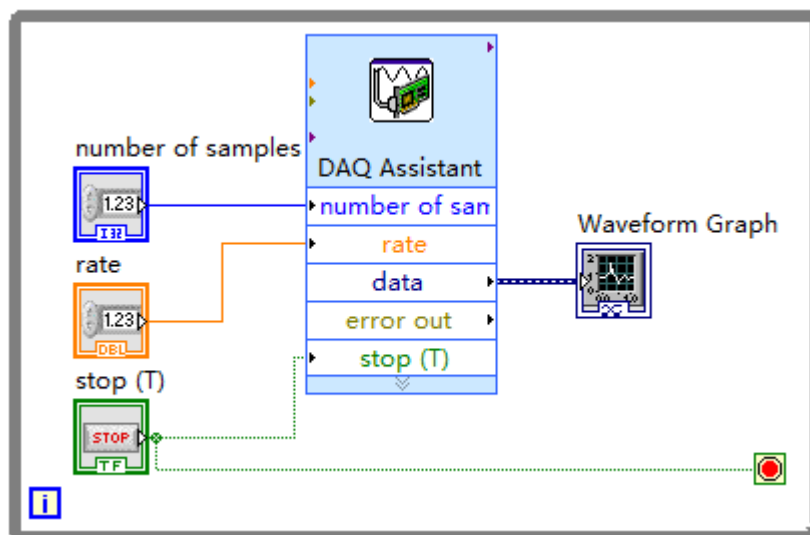 number of samples
1.23
I32
rate
1.23
DBL
stop (T)
STOP
TF
i
DAQ Assistant
number of sam
rate
data
error out
stop (T)
Waveform Graph